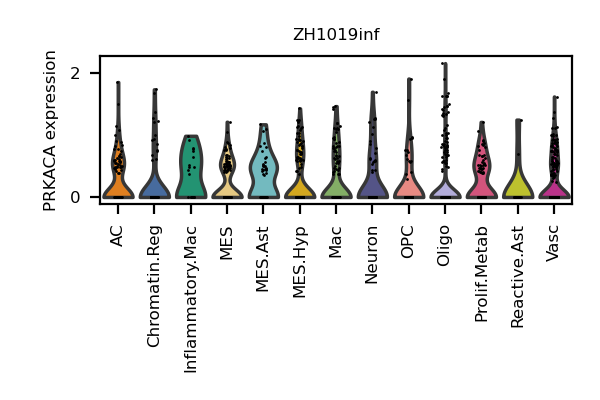 ZH1019inf
PRKACA expression
2
0
AC
Chromatin.Reg
Inflammatory.Mac
MES
MES.Ast
MES.Hyp
Mac
Neuron
OPC
Oligo
Prolif.Metab
Reactive.Ast
Vasc